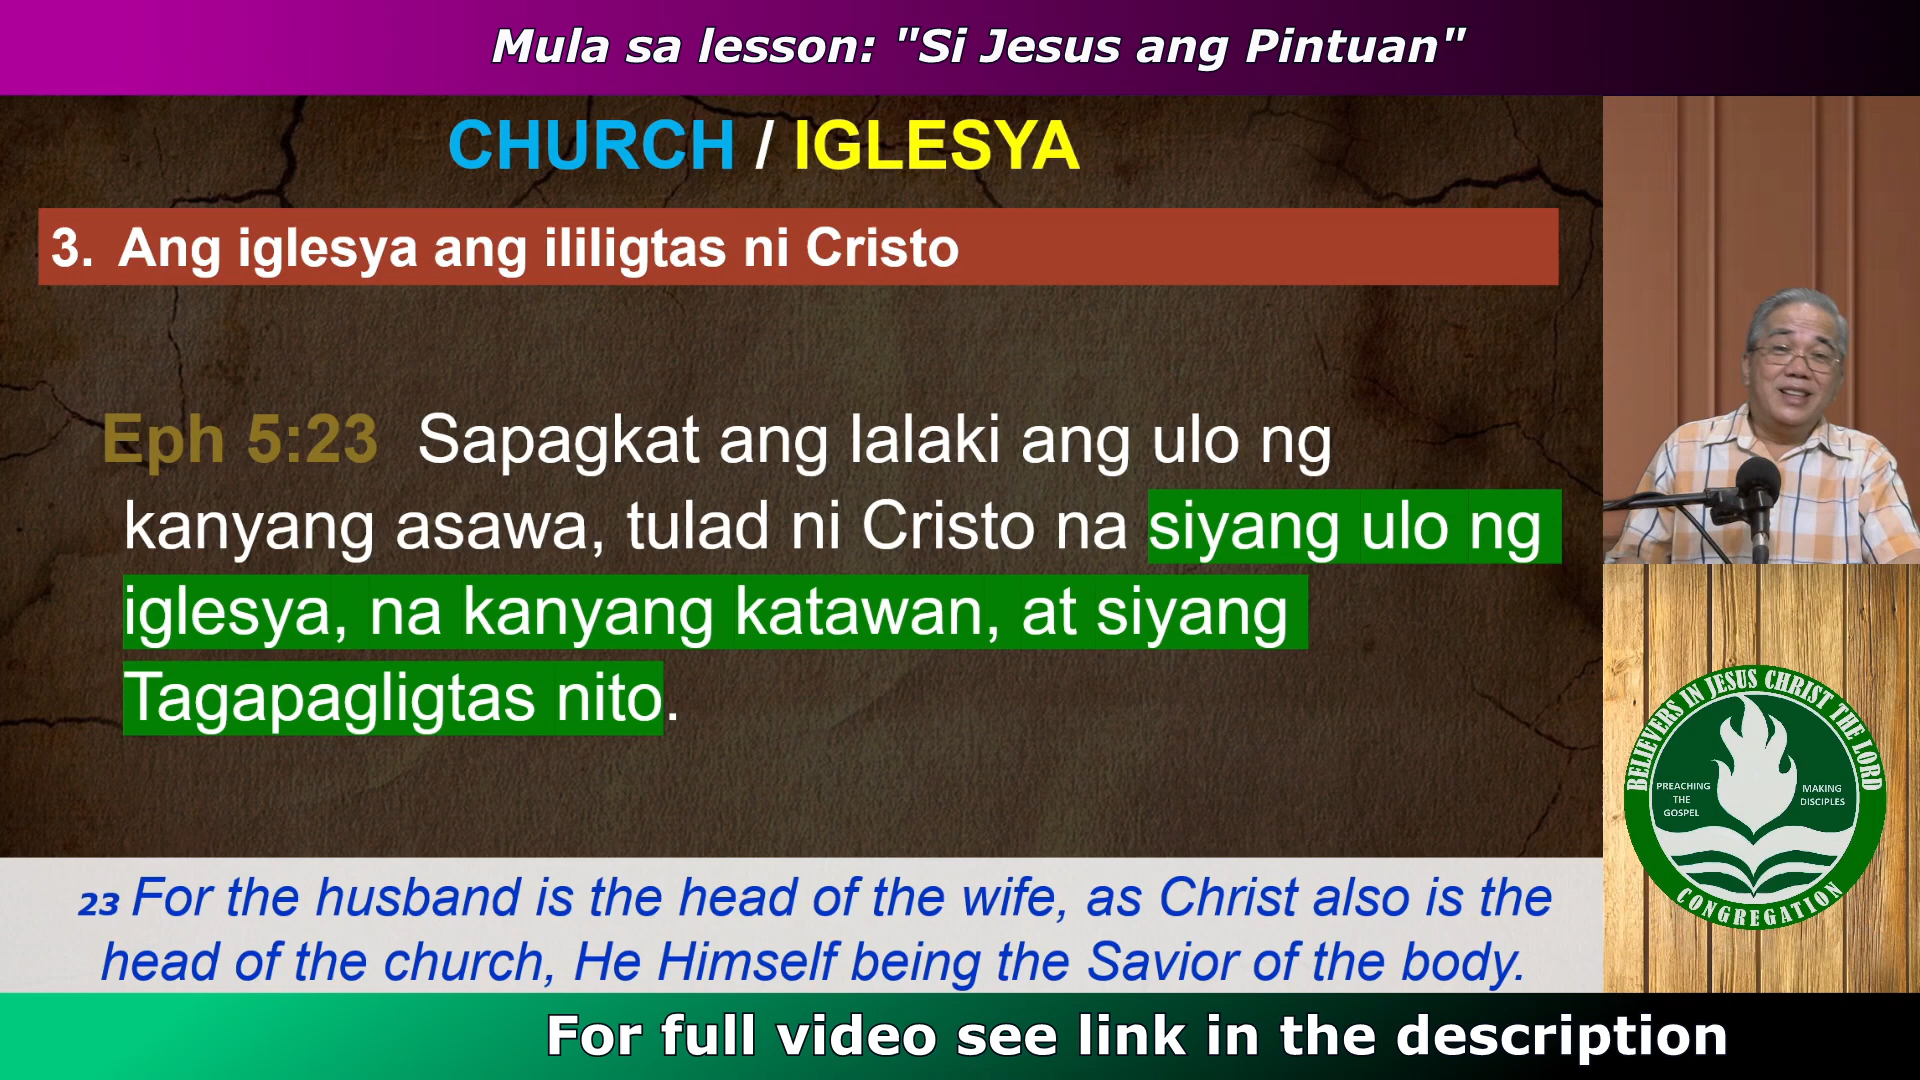 Mula sa lesson: "Si Jesus ang Pintuan"
CHURCH / IGLESYA
3. Ang iglesya ang ililigtas ni Cristo
Eph 5:23 Sapagkat ang lalaki ang ulo ng
kanyang asawa, tulad ni Cristo na siyang ulo ng
iglesya, na kanyang katawan, at siyang
Tagapagligtas nito.
23 For the husband is the head of the wife, as Christ also is the
head of the church, He Himself being the Savior of the body.
BELIEVERS IN JESUS CHRIST THE LORD
PREACHING
THE
GOSPEL
MAKING
DISCIPLES
CONGREGATION
For full video see link in the description